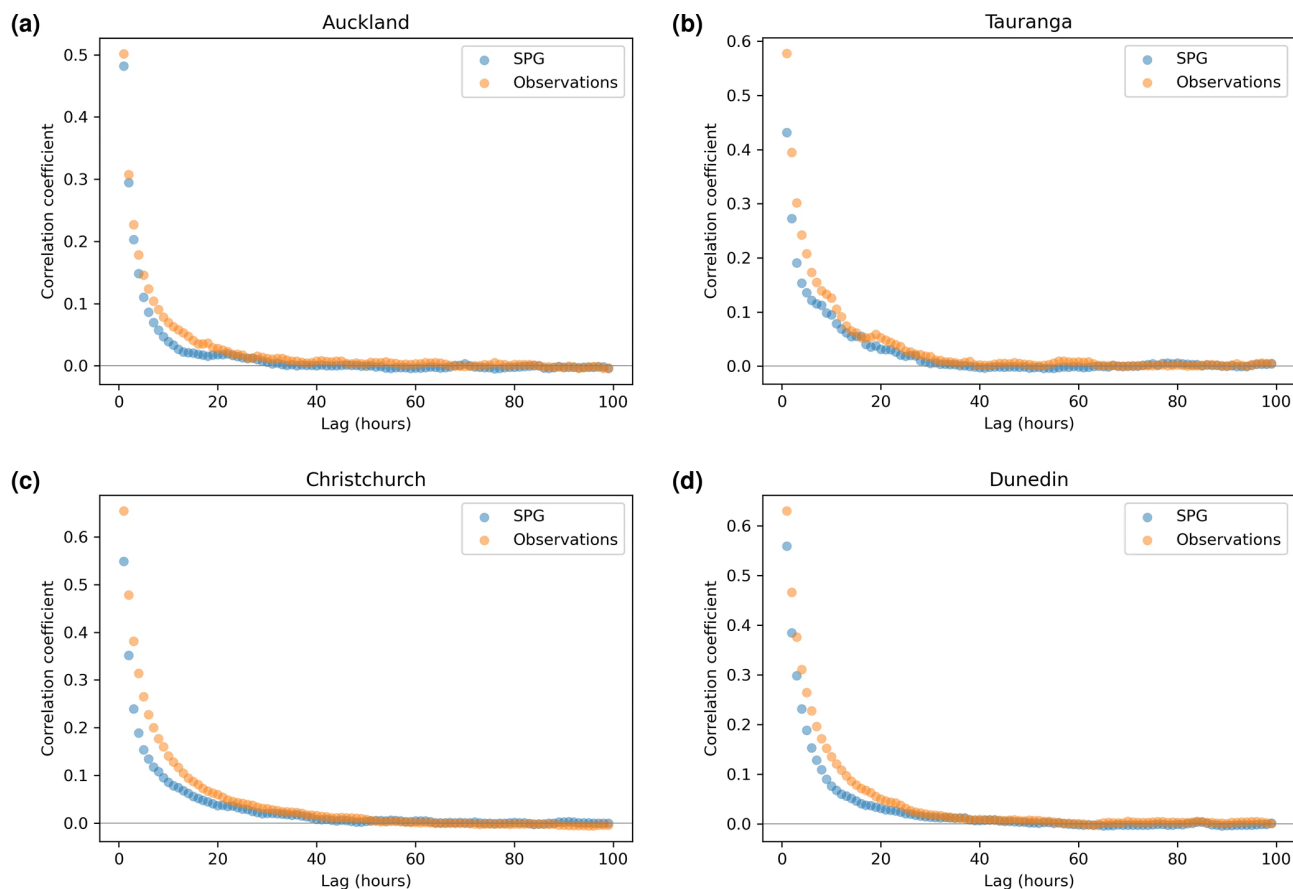 (a)
Auckland
SPG
Observations
0.5
0.4
0.3
0.2
0.1
0.0
Correlation coefficient
0 20 40 60 80 100
Lag (hours)
(b)
Tauranga
SPG
Observations
0.6
0.5
0.4
0.3
0.2
0.1
0.0
Correlation coefficient
0 20 40 60 80 100
Lag (hours)
(c)
Christchurch
SPG
Observations
0.6
0.5
0.4
0.3
0.2
0.1
0.0
Correlation coefficient
0 20 40 60 80 100
Lag (hours)
(d)
Dunedin
SPG
Observations
0.6
0.5
0.4
0.3
0.2
0.1
0.0
Correlation coefficient
0 20 40 60 80 100
Lag (hours)